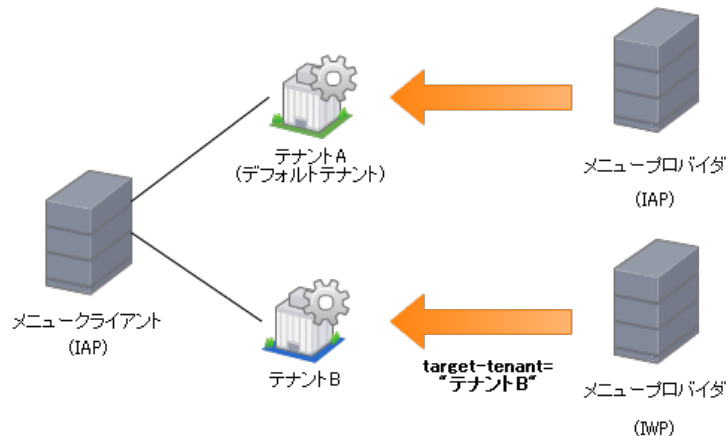 テナントA
(デフォルトテナント)
メニュープロバイダ
(IAP)
メニュークライアント
(IAP)
テナントB
target-tenant=
"テナントB"
メニュープロバイダ
(IWP)